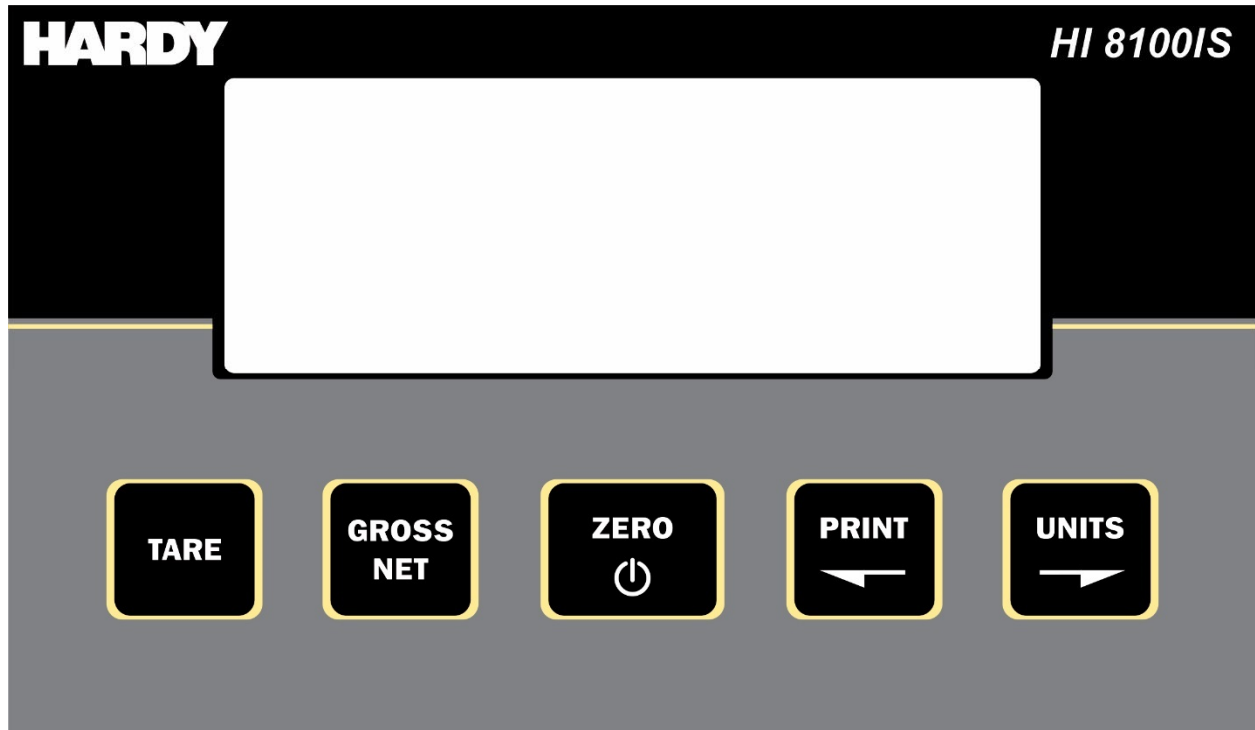 HARDY
HI 8100IS
TARE
GROSS
NET
ZERO
PRINT
UNITS